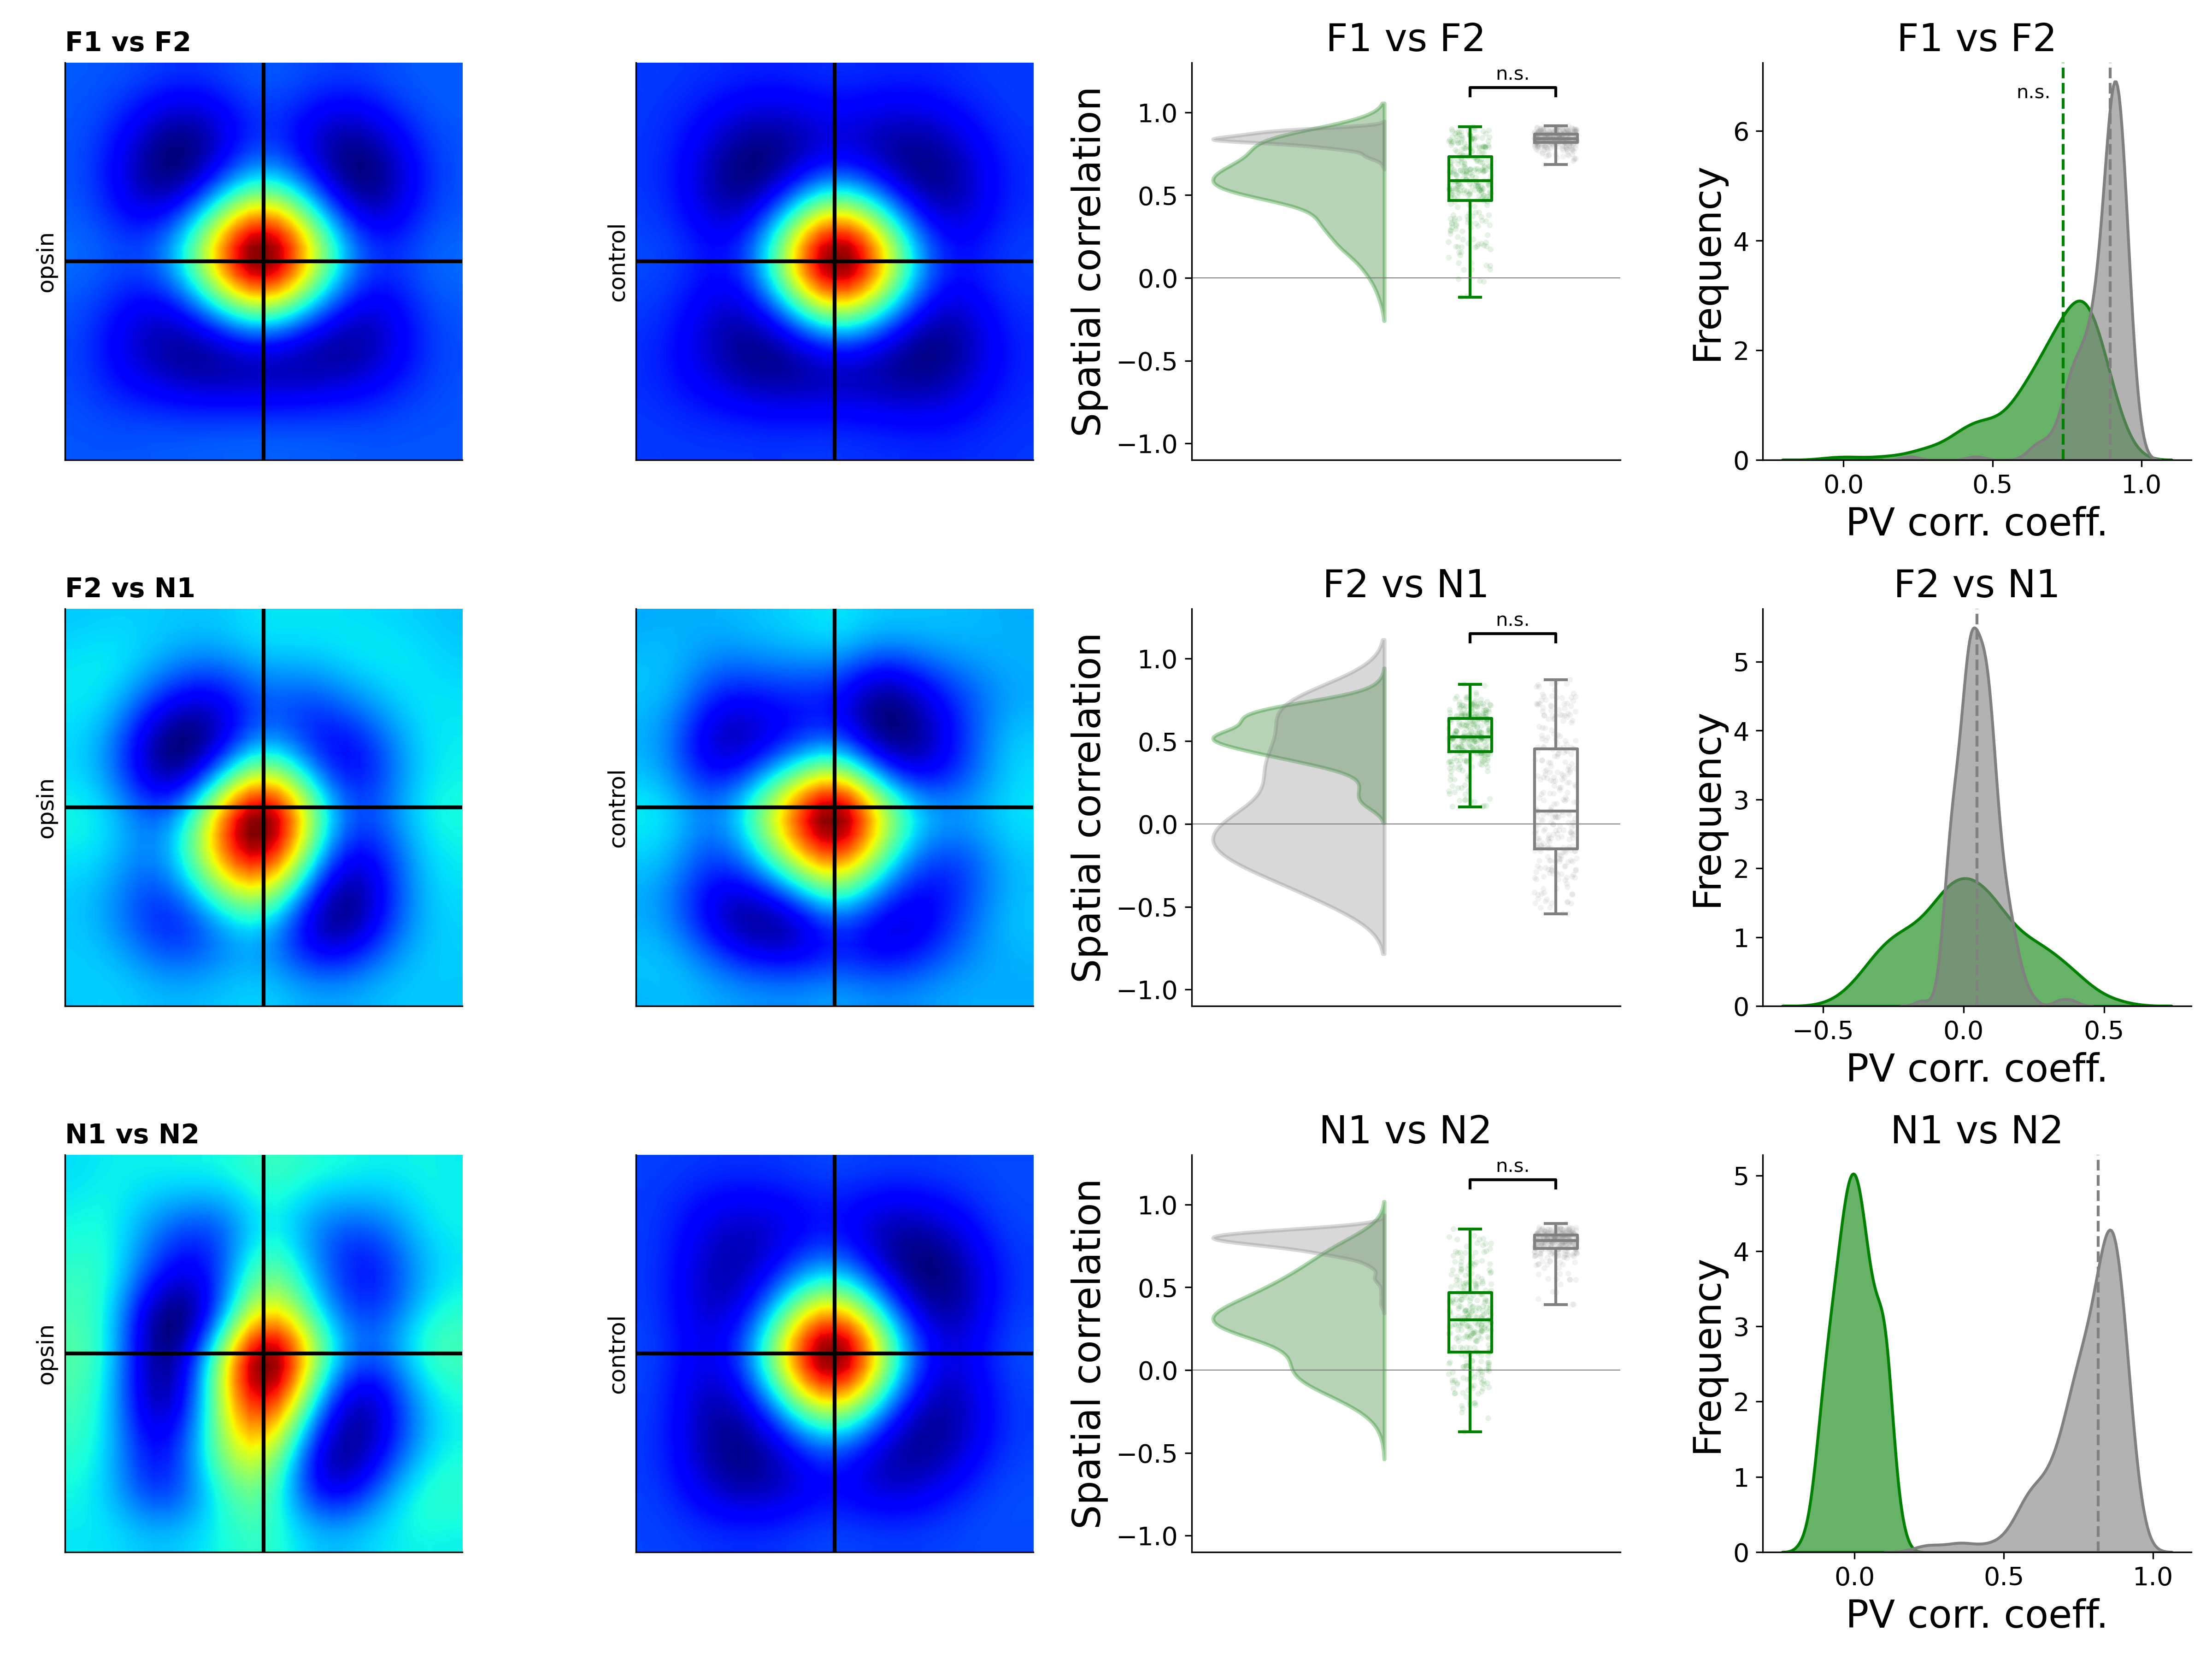 F1 vs F2
opsin
control
F1 vs F2
Spatial correlation
1.0
0.5
0.0
−0.5
−1.0
n.s.
F1 vs F2
Frequency
6
4
2
0
n.s.
0.0 0.5 1.0
PV corr. coeff.
F2 vs N1
opsin
control
F2 vs N1
Spatial correlation
1.0
0.5
0.0
−0.5
−1.0
n.s.
F2 vs N1
Frequency
5
4
3
2
1
0
−0.5 0.0 0.5
PV corr. coeff.
N1 vs N2
opsin
control
N1 vs N2
Spatial correlation
1.0
0.5
0.0
−0.5
−1.0
n.s.
N1 vs N2
Frequency
5
4
3
2
1
0
0.0 0.5 1.0
PV corr. coeff.